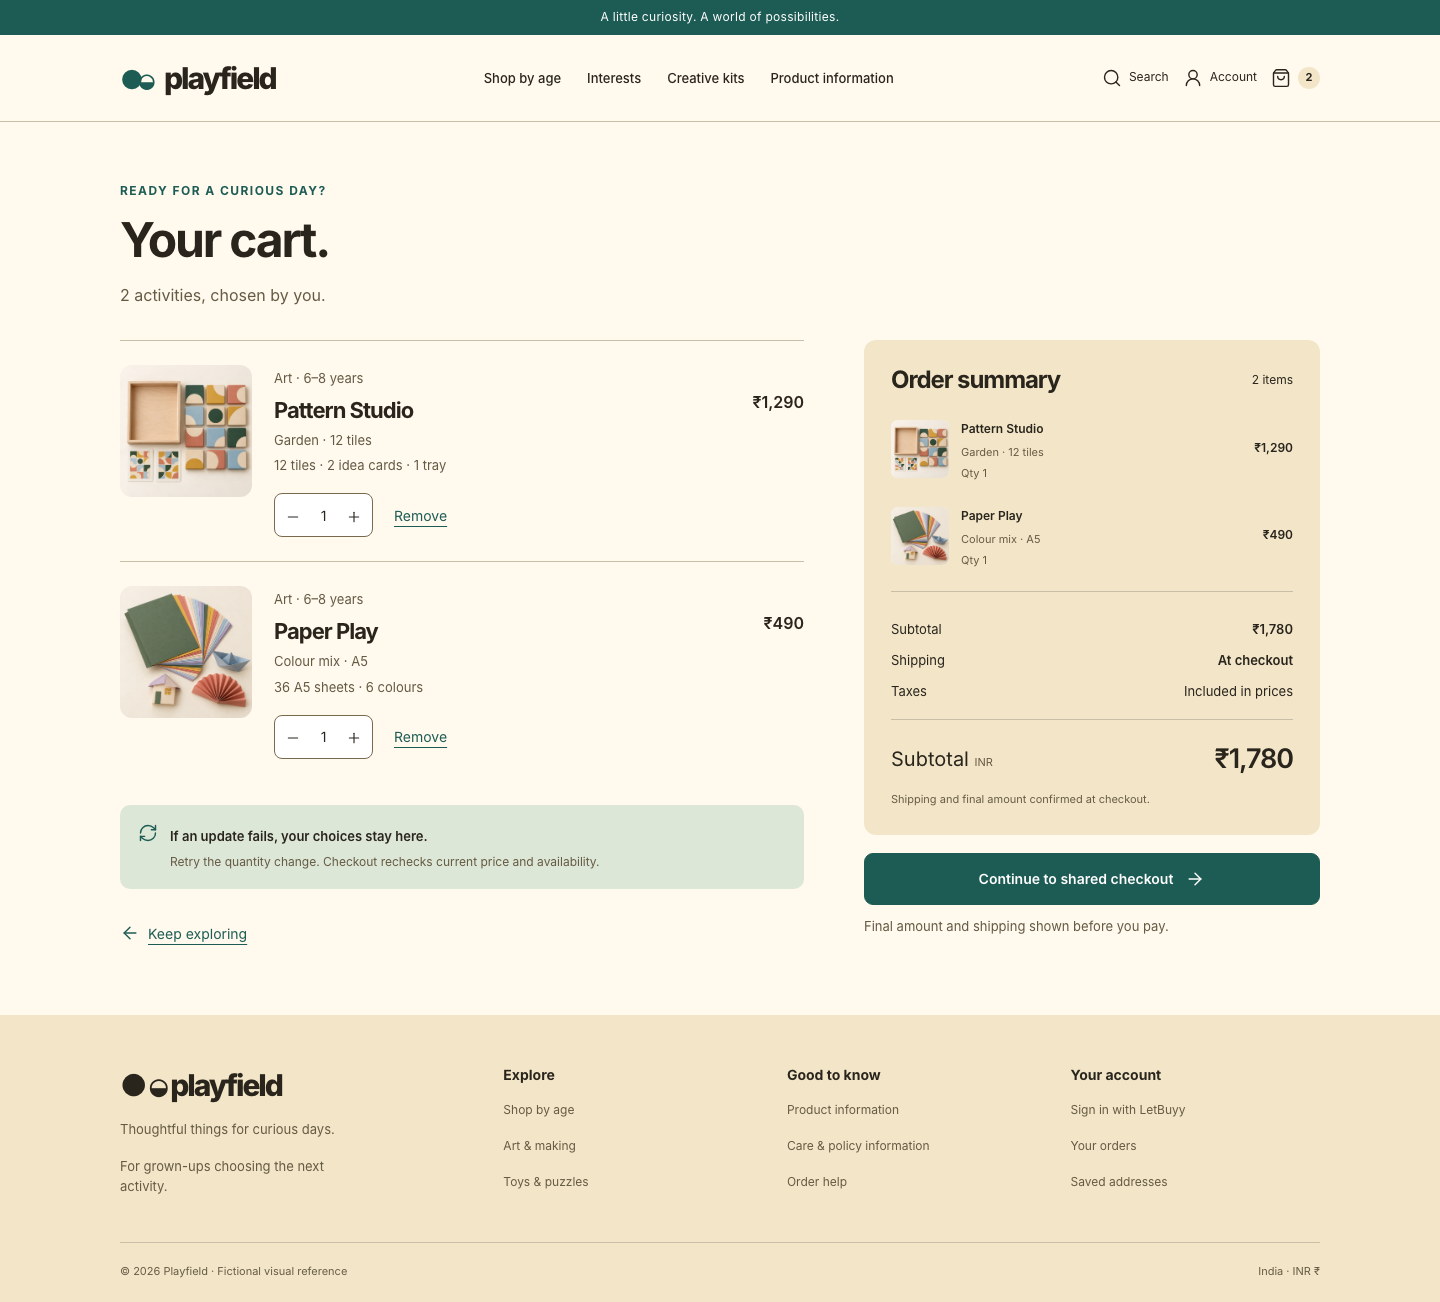 A little curiosity. A world of possibilities.
playfield
Shop by age
Interests
Creative kits
Product information
Search
Account
2
READY FOR A CURIOUS DAY?
Your cart.
2 activities, chosen by you.
Art · 6–8 years
Pattern Studio
₹1,290
Garden · 12 tiles
12 tiles · 2 idea cards · 1 tray
1
Remove
Art · 6–8 years
Paper Play
₹490
Colour mix · A5
36 A5 sheets · 6 colours
1
Remove
If an update fails, your choices stay here.
Retry the quantity change. Checkout rechecks current price and availability.
Keep exploring
Order summary
2 items
Pattern Studio
Garden · 12 tiles
Qty 1
₹1,290
Paper Play
Colour mix · A5
Qty 1
₹490
Subtotal
₹1,780
Shipping
At checkout
Taxes
Included in prices
Subtotal INR
₹1,780
Shipping and final amount confirmed at checkout.
Continue to shared checkout
Final amount and shipping shown before you pay.
playfield
Thoughtful things for curious days.
For grown-ups choosing the next
activity.
Explore
Shop by age
Art & making
Toys & puzzles
Good to know
Product information
Care & policy information
Order help
Your account
Sign in with LetBuyy
Your orders
Saved addresses
© 2026 Playfield · Fictional visual reference
India · INR ₹